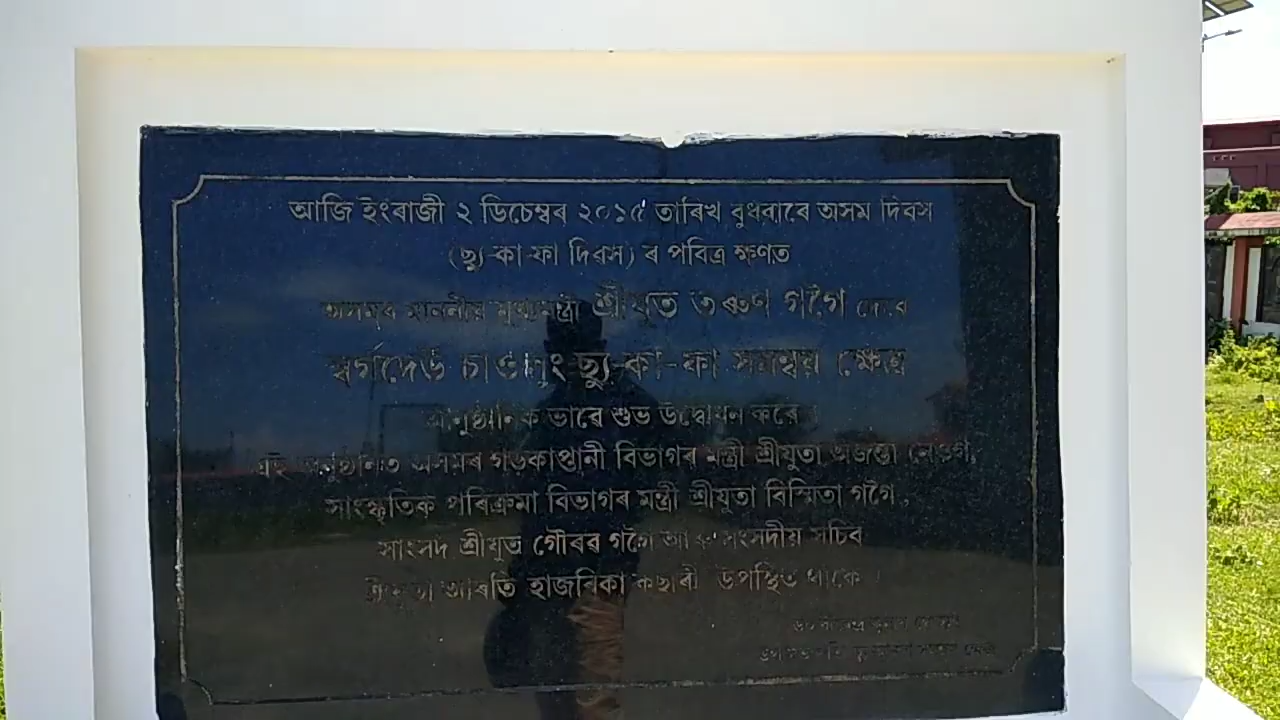 আজি ইংৰাজী ২ ডিচেম্বৰ ২০১৫ তাৰিখ বুধবাৰে অসম দিৱস
(ছ্যু-কা-ফা দিৱস) ৰ পবিত্ৰ ক্ষণত
অসমৰ মাননীয় মুখ্যমন্ত্ৰী শ্ৰীযুত তৰুণ গগৈ দেৱে
স্বৰ্গদেউ চাওলুং ছ্যু-কা-ফা সমন্বয় ক্ষেত্ৰ
আনুষ্ঠানিক ভাৱে শুভ উদ্বোধন কৰে।
এই অনুষ্ঠানত অসমৰ গড়কাপ্তানী বিভাগৰ মন্ত্ৰী শ্ৰীযুতা অজন্তা নেওগ,
সাংস্কৃতিক পৰিক্ৰমা বিভাগৰ মন্ত্ৰী শ্ৰীযুতা বিস্মিতা গগৈ,
সাংসদ শ্ৰীযুত গৌৰৱ গগৈ আৰু সংসদীয় সচিব
শ্ৰীযুতা আৰতি হাজৰিকা কছাৰী উপস্থিত থাকে।